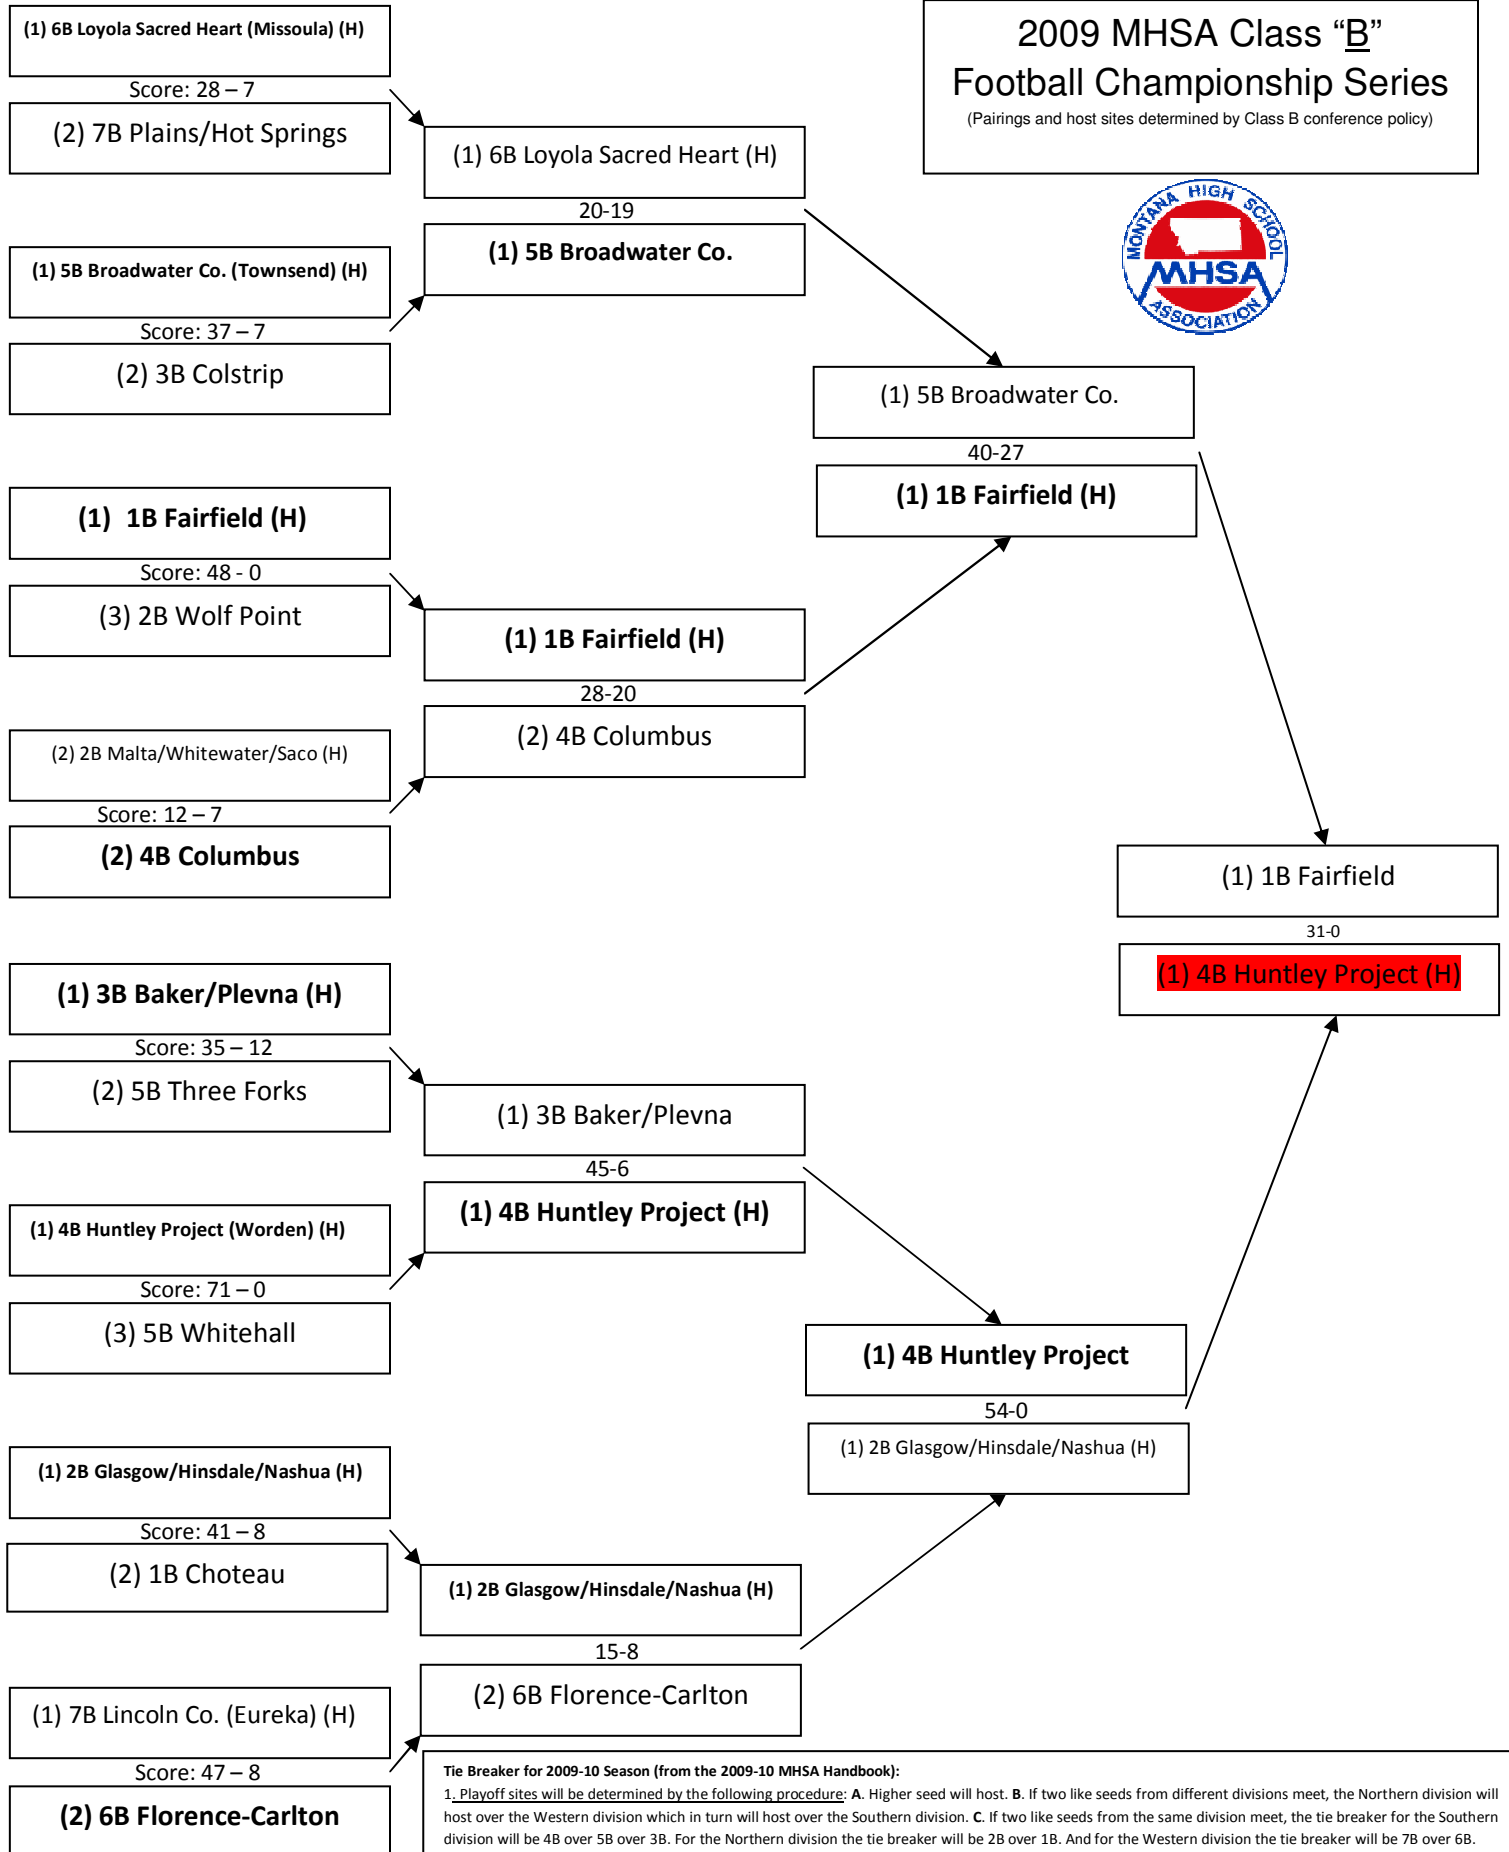 (1) 6B Loyola Sacred Heart (Missoula) (H)
Score: 28 – 7
(2) 7B Plains/Hot Springs
(1) 5B Broadwater Co. (Townsend) (H)
Score: 37 – 7
(2) 3B Colstrip
(1) 1B Fairfield (H)
Score: 48 - 0
(3) 2B Wolf Point
(2) 2B Malta/Whitewater/Saco (H)
Score: 12 – 7
(2) 4B Columbus
(1) 3B Baker/Plevna (H)
Score: 35 – 12
(2) 5B Three Forks
(1) 4B Huntley Project (Worden) (H)
Score: 71 – 0
(3) 5B Whitehall
(1) 2B Glasgow/Hinsdale/Nashua (H)
Score: 41 – 8
(2) 1B Choteau
(1) 7B Lincoln Co. (Eureka) (H)
Score: 47 – 8
(2) 6B Florence-Carlton
(1) 6B Loyola Sacred Heart (H)
20-19
(1) 5B Broadwater Co.
(1) 1B Fairfield (H)
28-20
(2) 4B Columbus
(1) 3B Baker/Plevna
45-6
(1) 4B Huntley Project (H)
(1) 2B Glasgow/Hinsdale/Nashua (H)
15-8
(2) 6B Florence-Carlton
(1) 5B Broadwater Co.
40-27
(1) 1B Fairfield (H)
(1) 4B Huntley Project
54-0
(1) 2B Glasgow/Hinsdale/Nashua (H)
(1) 1B Fairfield
31-0
(1) 4B Huntley Project (H)
2009 MHSA Class “B”
Football Championship Series
(Pairings and host sites determined by Class B conference policy)
MONTANA HIGH SCHOOL
MHSA
ASSOCIATION
Tie Breaker for 2009-10 Season (from the 2009-10 MHSA Handbook):
1. Playoff sites will be determined by the following procedure: A. Higher seed will host. B. If two like seeds from different divisions meet, the Northern division will
host over the Western division which in turn will host over the Southern division. C. If two like seeds from the same division meet, the tie breaker for the Southern
division will be 4B over 5B over 3B. For the Northern division the tie breaker will be 2B over 1B. And for the Western division the tie breaker will be 7B over 6B.